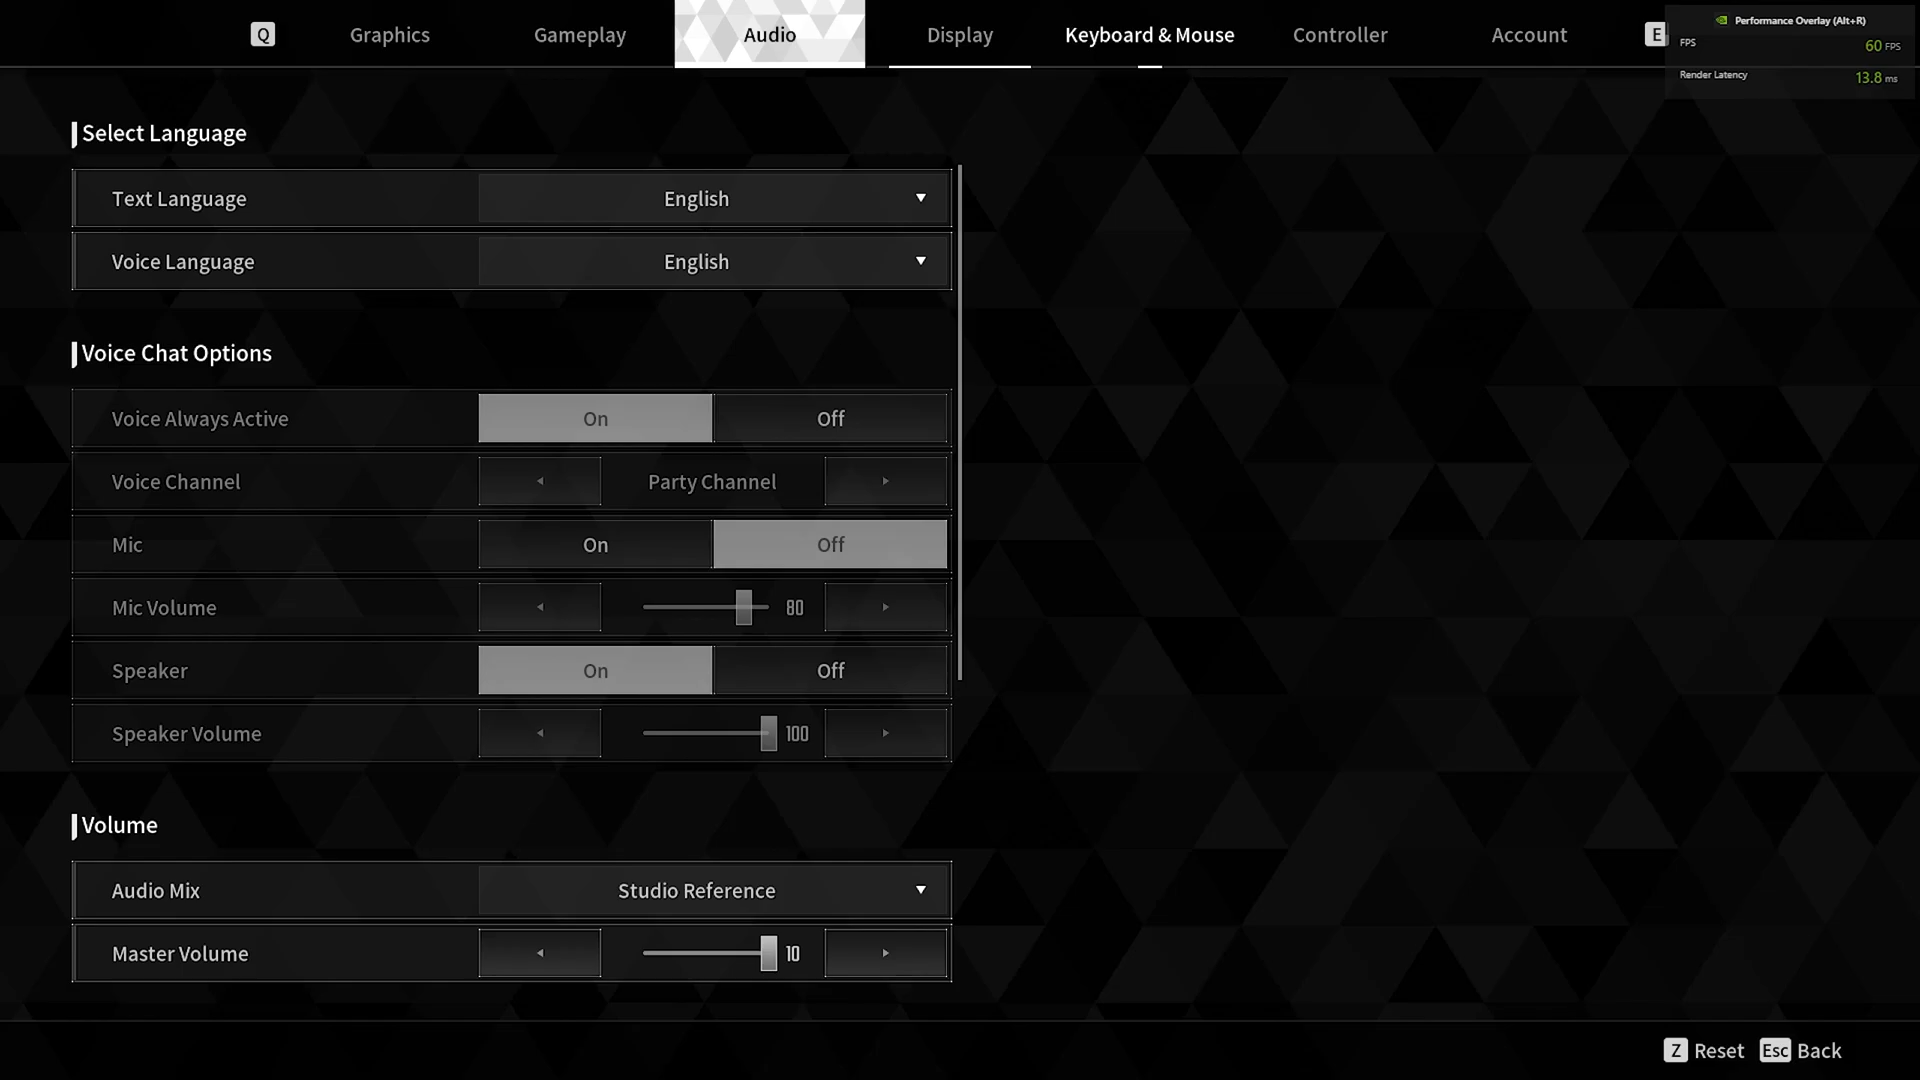 Q Graphics Gameplay Audio Display Keyboard & Mouse Controller Account E
Performance Overlay (Alt+R)
FPS 60 FPS
Render Latency 13.8 ms
Select Language
Text Language English
Voice Language English
Voice Chat Options
Voice Always Active On Off
Voice Channel Party Channel
Mic On Off
Mic Volume 80
Speaker On Off
Speaker Volume 100
Volume
Audio Mix Studio Reference
Master Volume 10
Z Reset Esc Back